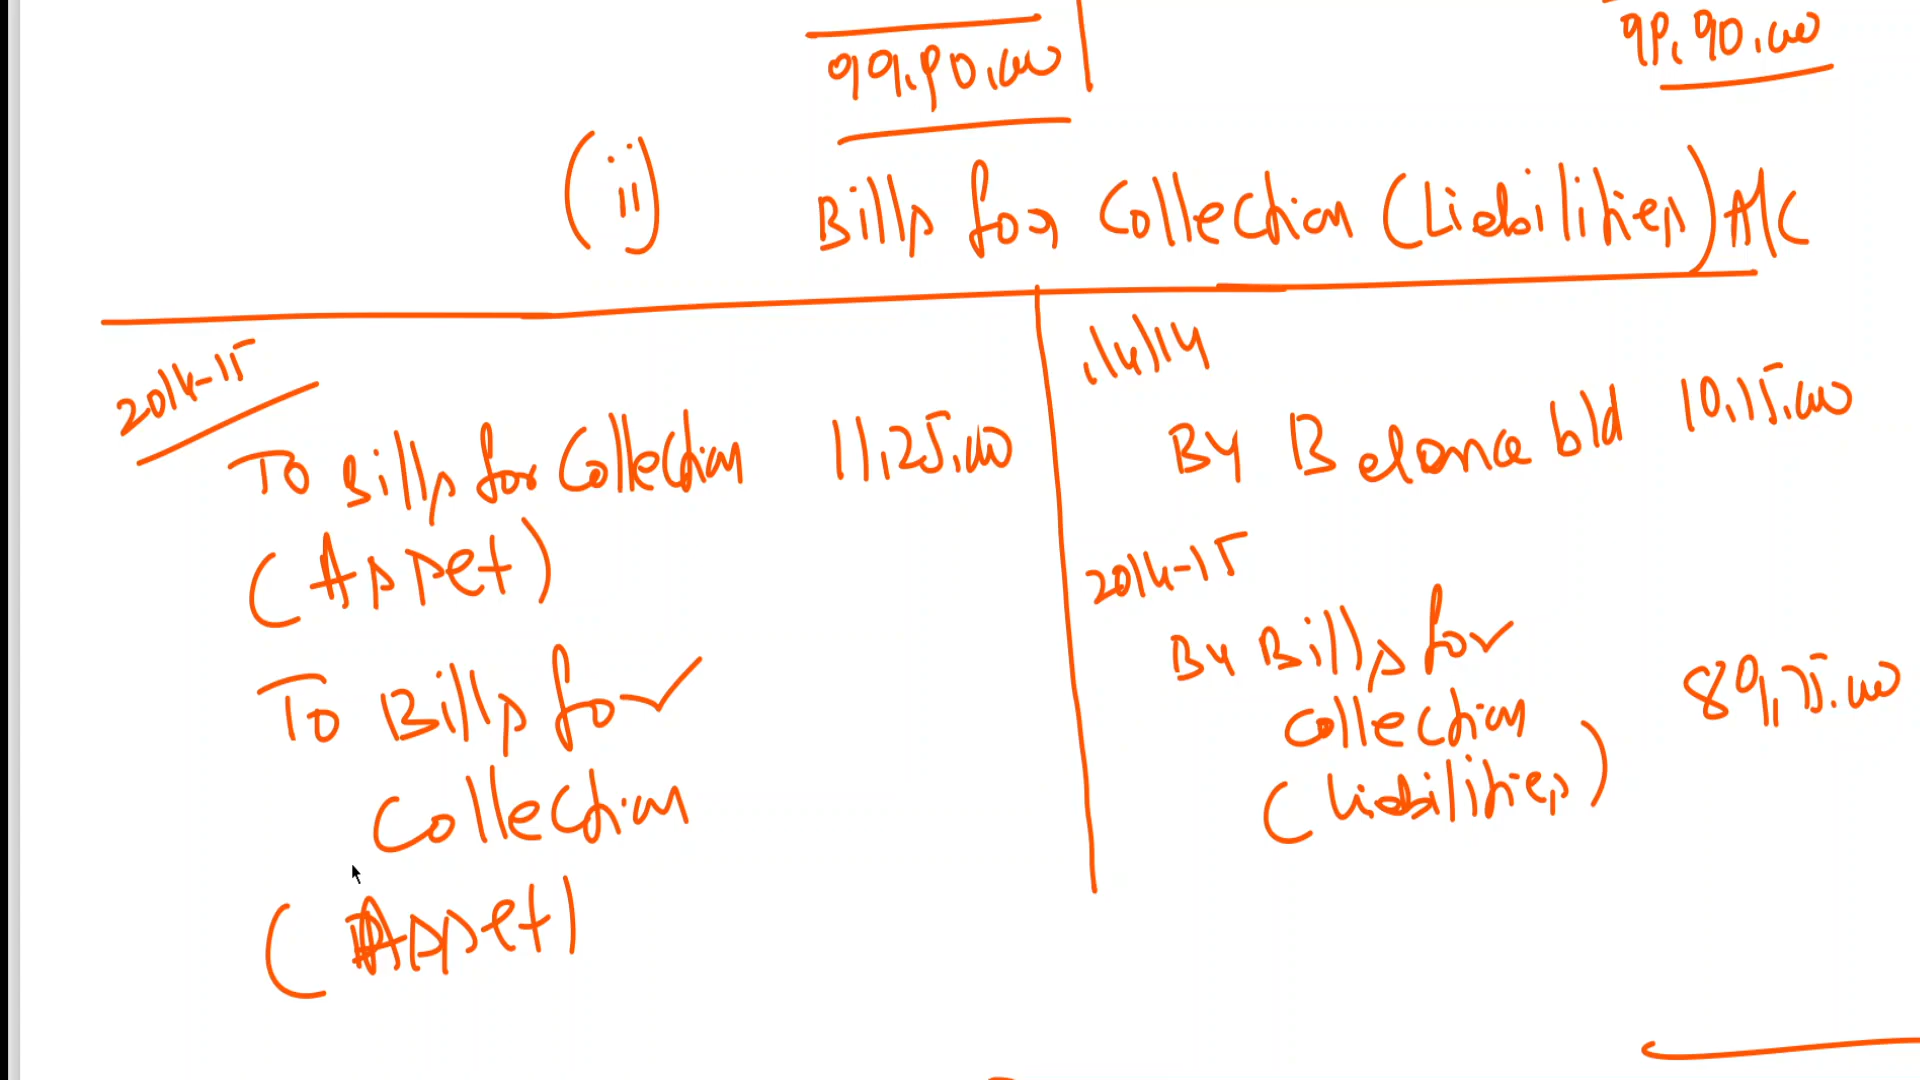 99,90,000
99,90,000
(ii) Bills for Collection (Liabilities) A/C
2014-15
To Bills for Collection 11,25,000
(Asset)
To Bills for
Collection
(Asset)
1/4/14
By Balance b/d 10,15,000
2014-15
By Bills for
Collection 89,75,000
(Liabilities)